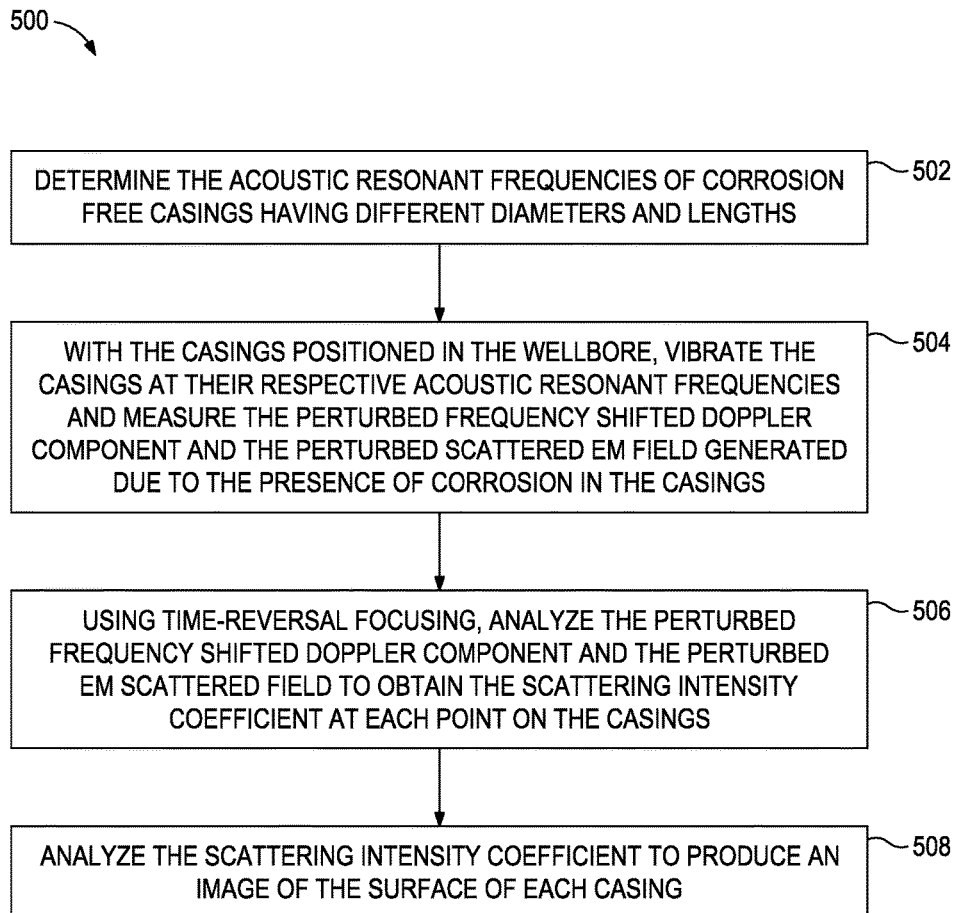 500
DETERMINE THE ACOUSTIC RESONANT FREQUENCIES OF CORROSION
FREE CASINGS HAVING DIFFERENT DIAMETERS AND LENGTHS
502
WITH THE CASINGS POSITIONED IN THE WELLBORE, VIBRATE THE
CASINGS AT THEIR RESPECTIVE ACOUSTIC RESONANT FREQUENCIES
AND MEASURE THE PERTURBED FREQUENCY SHIFTED DOPPLER
COMPONENT AND THE PERTURBED SCATTERED EM FIELD GENERATED
DUE TO THE PRESENCE OF CORROSION IN THE CASINGS
504
USING TIME-REVERSAL FOCUSING, ANALYZE THE PERTURBED
FREQUENCY SHIFTED DOPPLER COMPONENT AND THE PERTURBED
EM SCATTERED FIELD TO OBTAIN THE SCATTERING INTENSITY
COEFFICIENT AT EACH POINT ON THE CASINGS
506
ANALYZE THE SCATTERING INTENSITY COEFFICIENT TO PRODUCE AN
IMAGE OF THE SURFACE OF EACH CASING
508